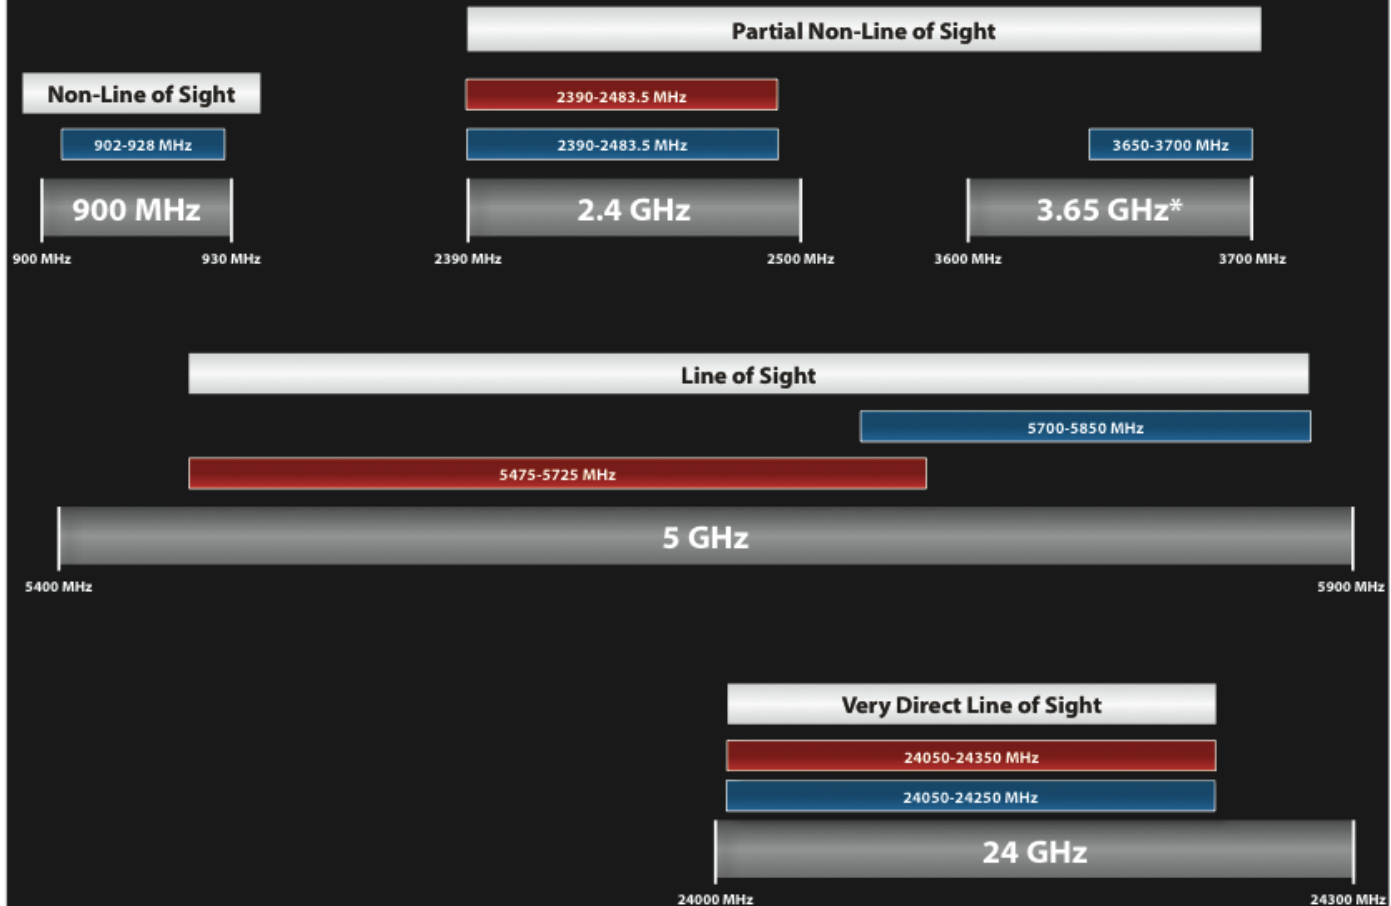 Partial Non-Line of Sight
Non-Line of Sight
2390-2483.5 MHz
902-928 MHz
2390-2483.5 MHz
3650-3700 MHz
900 MHz
2.4 GHz
3.65 GHz*
900 MHz
930 MHz
2390 MHz
2500 MHz
3600 MHz
3700 MHz
Line of Sight
5700-5850 MHz
5475-5725 MHz
5 GHz
5400 MHz
5900 MHz
Very Direct Line of Sight
24050-24350 MHz
24050-24250 MHz
24 GHz
24000 MHz
24300 MHz